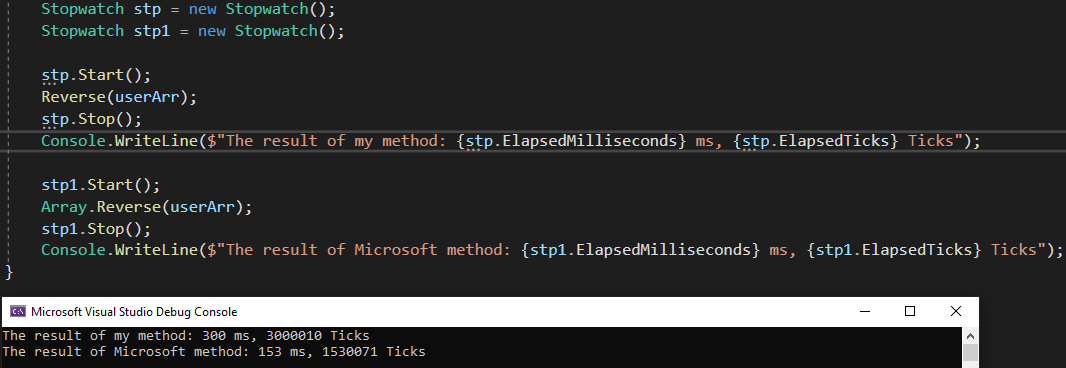 Stopwatch stp = new Stopwatch();
Stopwatch stp1 = new Stopwatch();
stp.Start();
Reverse(userArr);
stp.Stop();
Console.WriteLine($"The result of my method: {stp.ElapsedMilliseconds} ms, {stp.ElapsedTicks} Ticks");
stp1.Start();
Array.Reverse(userArr);
stp1.Stop();
Console.WriteLine($"The result of Microsoft method: {stp1.ElapsedMilliseconds} ms, {stp1.ElapsedTicks} Ticks");
}
C:\ Microsoft Visual Studio Debug Console
The result of my method: 300 ms, 3000010 Ticks
The result of Microsoft method: 153 ms, 1530071 Ticks